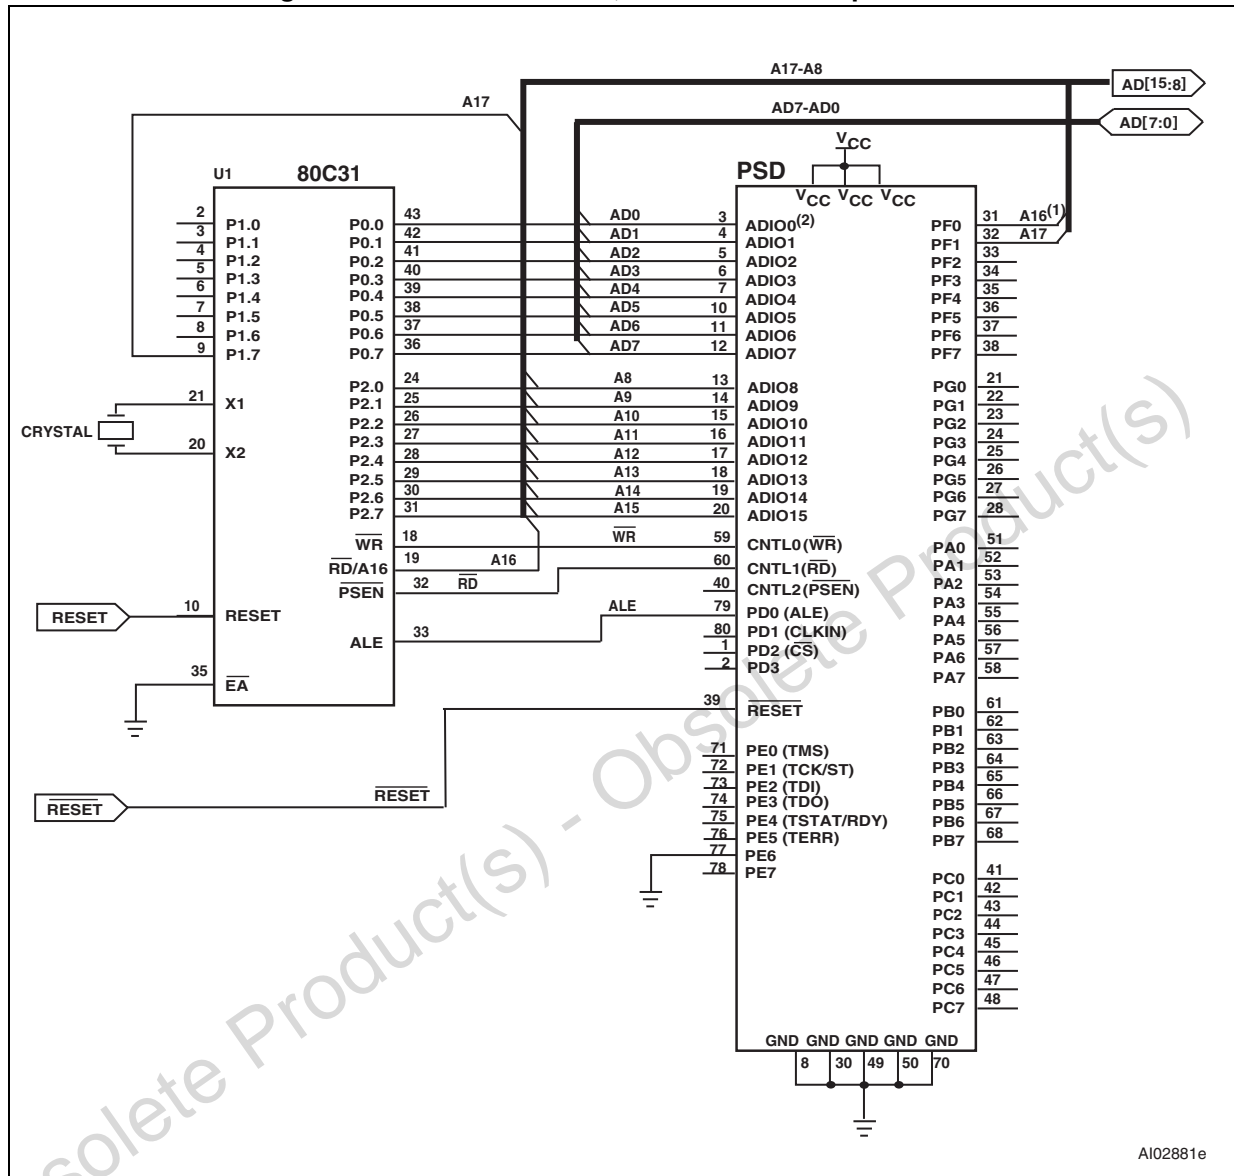 A17-A8
AD[15:8]
A17
AD7-AD0
AD[7:0]
VCC
U1 80C31
PSD
VCC VCC VCC
2 P1.0 P0.0 43 AD0 3 ADIO0(2) PF0 31 A16(1)
3 P1.1 P0.1 42 AD1 4 ADIO1 PF1 32 A17
4 P1.2 P0.2 41 AD2 5 ADIO2 PF2 33
5 P1.3 P0.3 40 AD3 6 ADIO3 PF3 34
6 P1.4 P0.4 39 AD4 7 ADIO4 PF4 35
7 P1.5 P0.5 38 AD5 10 ADIO5 PF5 36
8 P1.6 P0.6 37 AD6 11 ADIO6 PF6 37
9 P1.7 P0.7 36 AD7 12 ADIO7 PF7 38
P2.0 24 A8 13 ADIO8 PG0 21
21 X1 P2.1 25 A9 14 ADIO9 PG1 22
CRYSTAL P2.2 26 A10 15 ADIO10 PG2 23
P2.3 27 A11 16 ADIO11 PG3 24
20 X2 P2.4 28 A12 17 ADIO12 PG4 25
P2.5 29 A13 18 ADIO13 PG5 26
P2.6 30 A14 19 ADIO14 PG6 27
P2.7 31 A15 20 ADIO15 PG7 28
WR 18 WR 59 CNTL0(WR) PA0 51
RD/A16 19 A16 60 CNTL1(RD) PA1 52
PSEN 32 RD 40 CNTL2(PSEN) PA2 53
PA3 54
RESET 10 RESET ALE 79 PD0 (ALE) PA4 55
ALE 33 80 PD1 (CLKIN) PA5 56
1 PD2 (CS) PA6 57
35 EA 2 PD3 PA7 58
39 RESET PB0 61
PB1 62
71 PE0 (TMS) PB2 63
72 PE1 (TCK/ST) PB3 64
73 PE2 (TDI) PB4 65
RESET RESET 74 PE3 (TDO) PB5 66
75 PE4 (TSTAT/RDY) PB6 67
76 PE5 (TERR) PB7 68
77 PE6
78 PE7 PC0 41
PC1 42
PC2 43
PC3 44
PC4 45
PC5 46
PC6 47
PC7 48
GND GND GND GND GND
8 30 49 50 70
AI02881e
solete Product(s) - Obsolete Product(s)